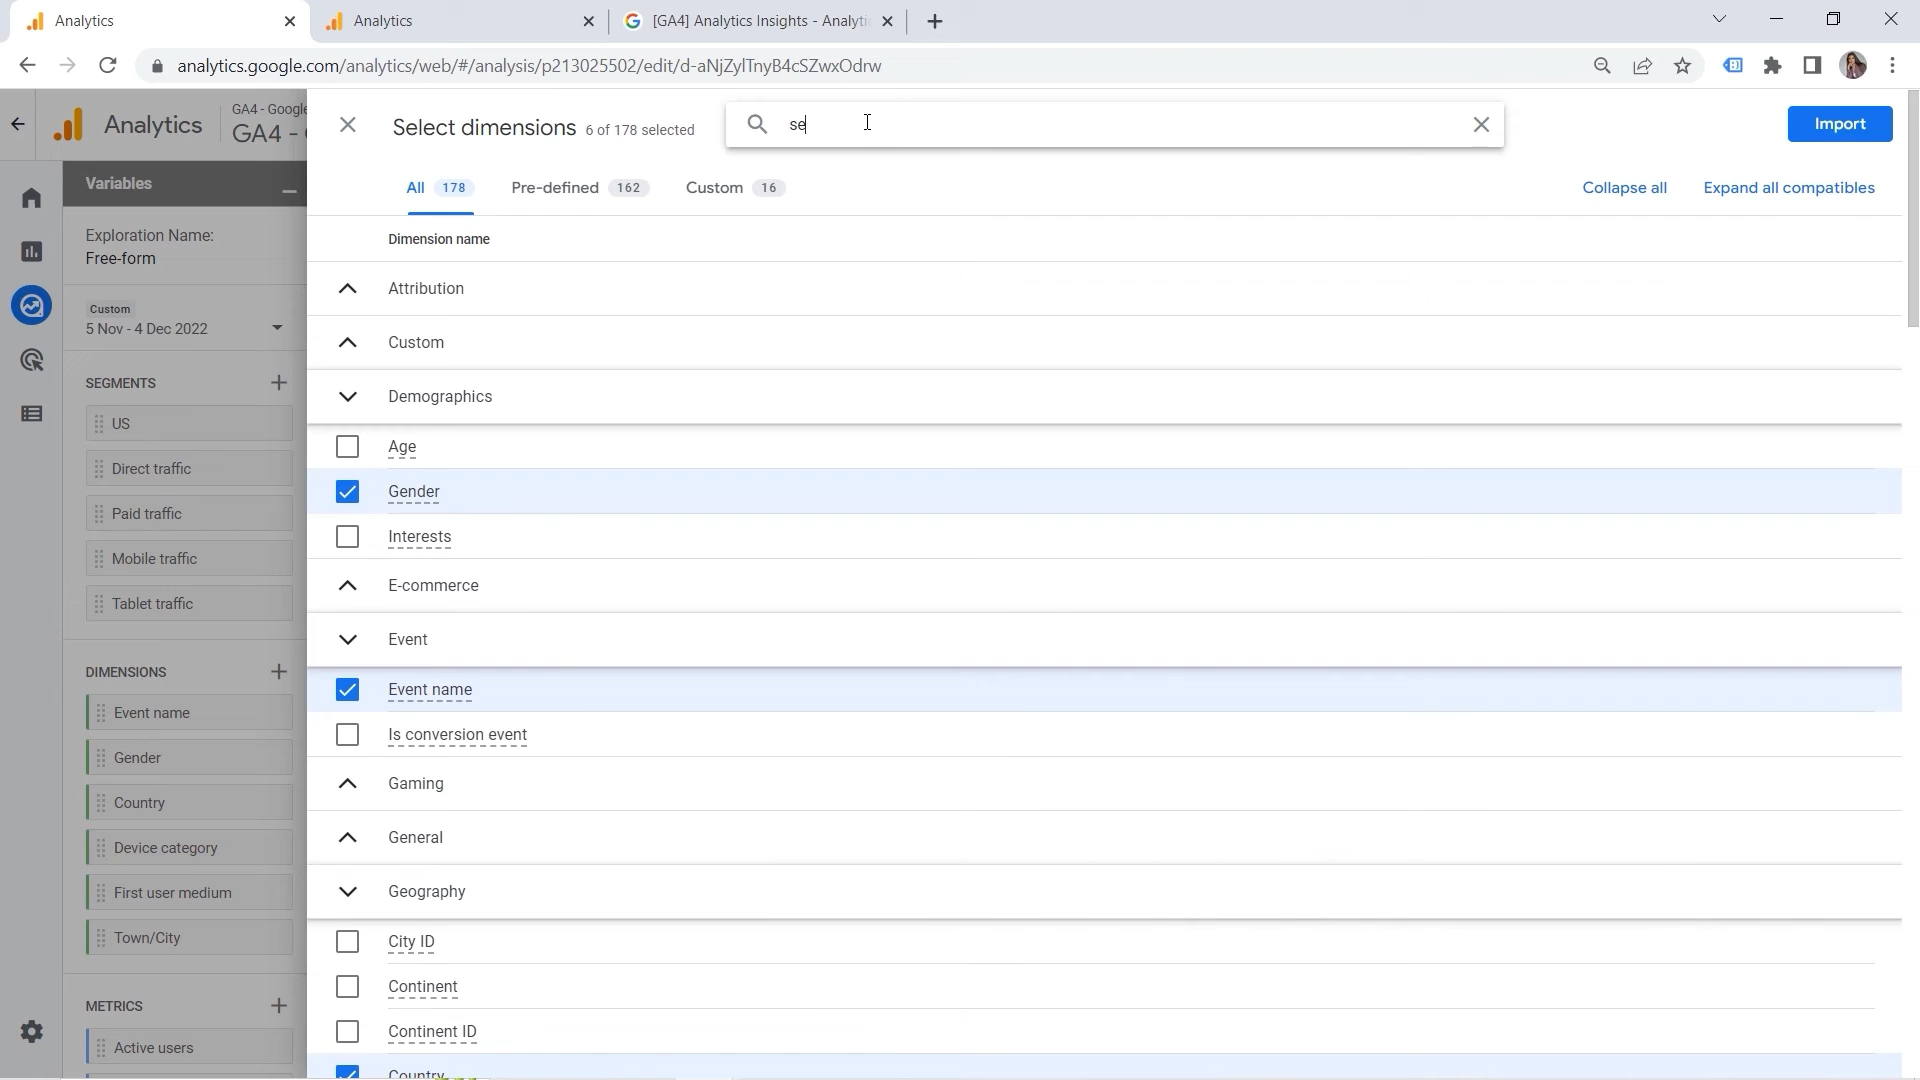 Analytics
Analytics
[GA4] Analytics Insights - Analyti
analytics.google.com/analytics/web/#/analysis/p213025502/edit/d-aNjZylTnyB4cSZwxOdrw
Analytics
GA4 - Google
GA4 -
Select dimensions 6 of 178 selected
se
Import
Variables
All 178 Pre-defined 162 Custom 16
Collapse all Expand all compatibles
Exploration Name:
Free-form
Custom
5 Nov - 4 Dec 2022
SEGMENTS
US
Direct traffic
Paid traffic
Mobile traffic
Tablet traffic
DIMENSIONS
Event name
Gender
Country
Device category
First user medium
Town/City
METRICS
Active users
Dimension name
Attribution
Custom
Demographics
Age
Gender
Interests
E-commerce
Event
Event name
Is conversion event
Gaming
General
Geography
City ID
Continent
Continent ID
Country